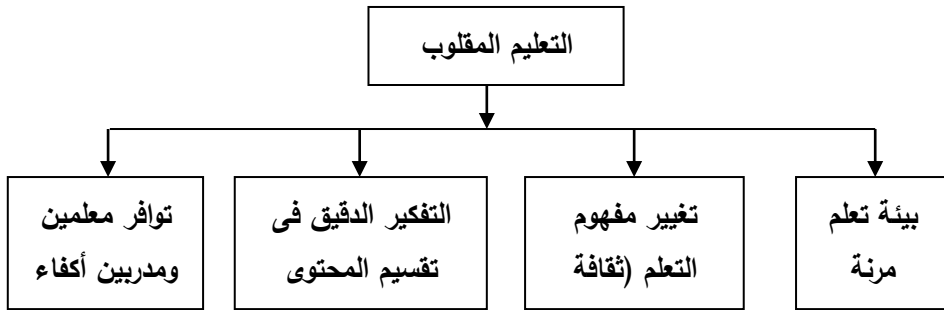 التعليم المقلوب
بيئة تعلم
مرنة
تغيير مفهوم
التعلم (ثقافة
التفكير الدقيق فى
تقسيم المحتوى
توافر معلمين
ومدربين أكفاء